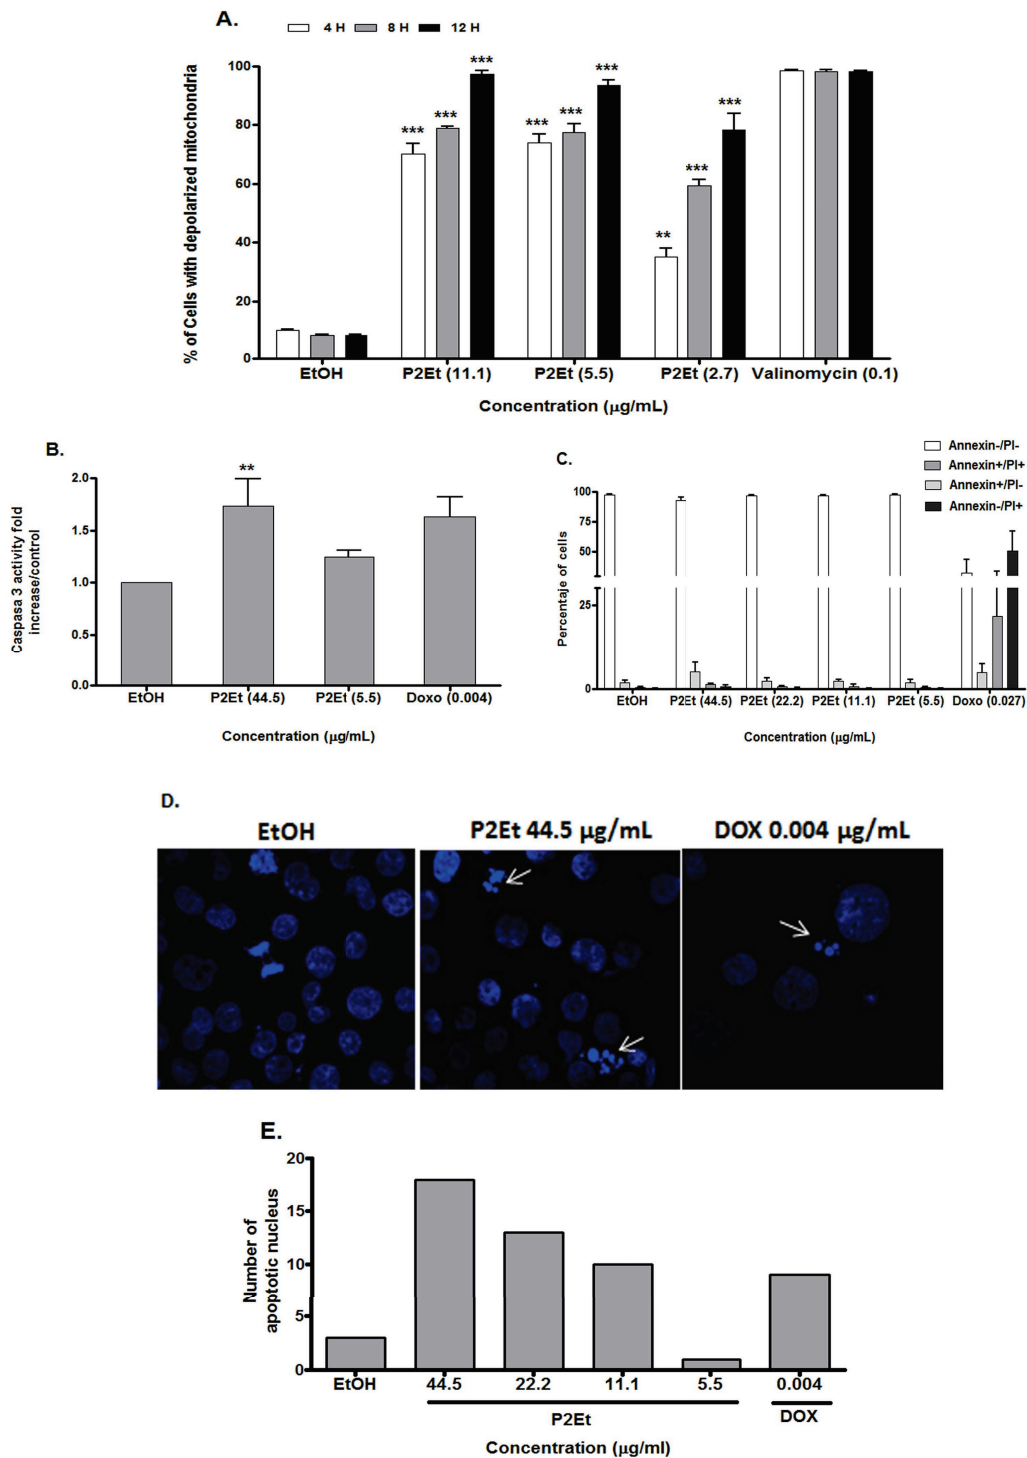 A.
4 H 8 H 12 H
% of Cells with depolarized mitochondria
100
80
60
40
20
0
*** *** ***
*** *** ***
** *** ***
EtOH P2Et (11.1) P2Et (5.5) P2Et (2.7) Valinomycin (0.1)
Concentration (µg/mL)
B.
Caspasa 3 activity fold
increase/control
2.0
1.5
1.0
0.5
0.0
**
EtOH P2Et (44.5) P2Et (5.5) Doxo (0.004)
Concentration (µg/mL)
C.
Annexin-/PI-
Annexin+/PI+
Annexin+/PI-
Annexin-/PI+
Percentaje of cells
100
75
50
25
0
EtOH P2Et (44.5) P2Et (22.2) P2Et (11.1) P2Et (5.5) Doxo (0.027)
Concentration (µg/mL)
D.
EtOH P2Et 44.5 µg/mL DOX 0.004 µg/mL
E.
Number of
apoptotic nucleus
20
15
10
5
0
EtOH 44.5 22.2 11.1 5.5 0.004
P2Et DOX
Concentration (µg/ml)